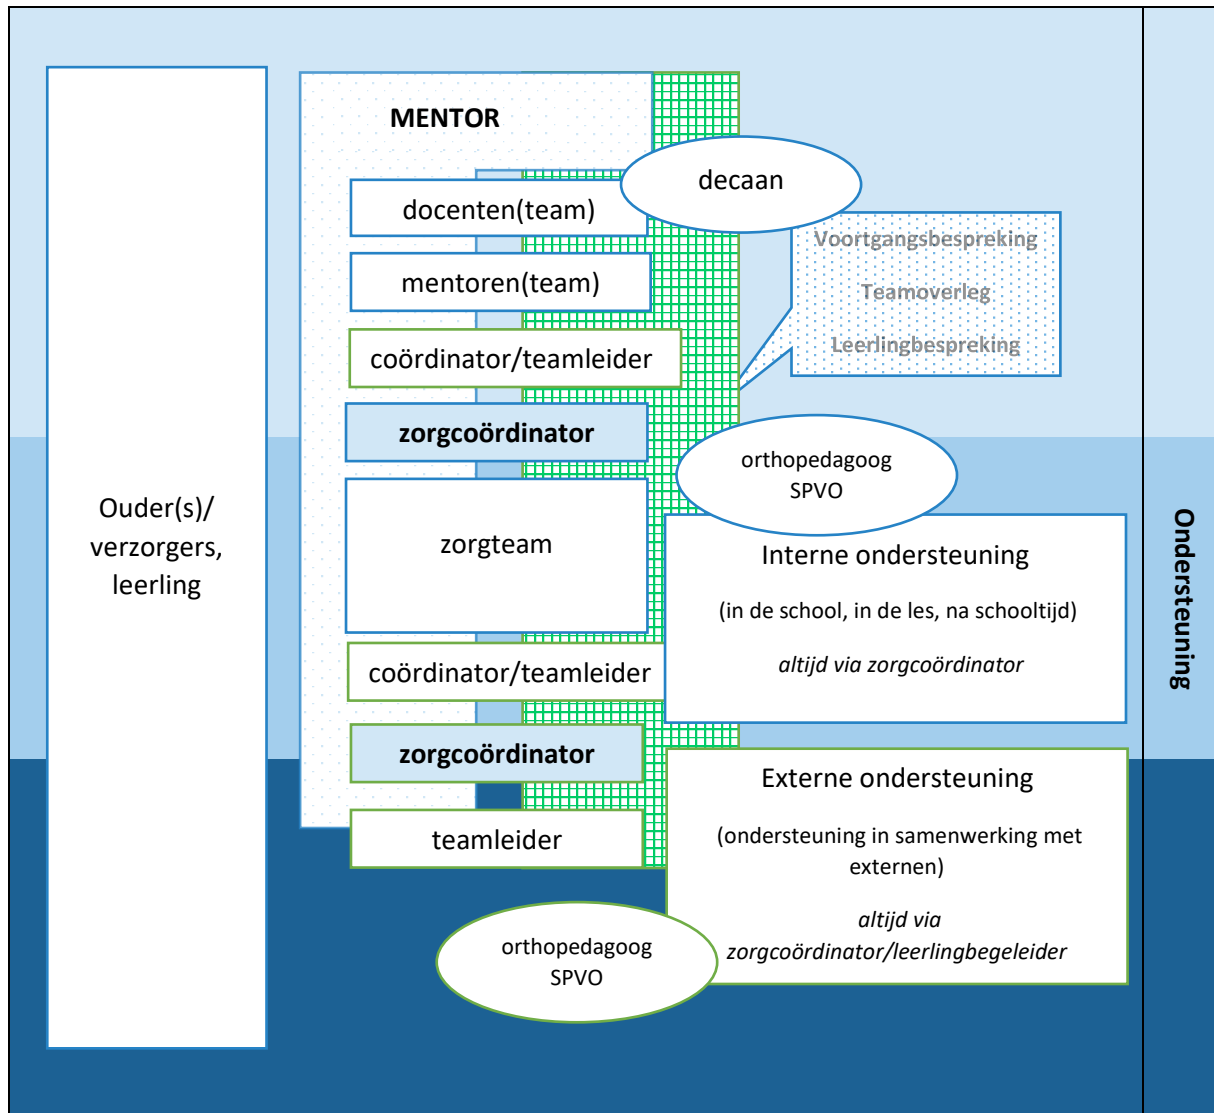 MENTOR
decaan
docenten(team)
Voortgangsbespreking
mentoren(team)
Teamoverleg
Leerlingbespreking
coördinator/teamleider
zorgcoördinator
orthopedagoog
SPVO
Ouder(s)/
verzorgers,
leerling
zorgteam
Interne ondersteuning
(in de school, in de les, na schooltijd)
altijd via zorgcoördinator
Ondersteuning
coördinator/teamleider
zorgcoördinator
Externe ondersteuning
teamleider
(ondersteuning in samenwerking met
externen)
altijd via
zorgcoördinator/leerlingbegeleider
orthopedagoog
SPVO